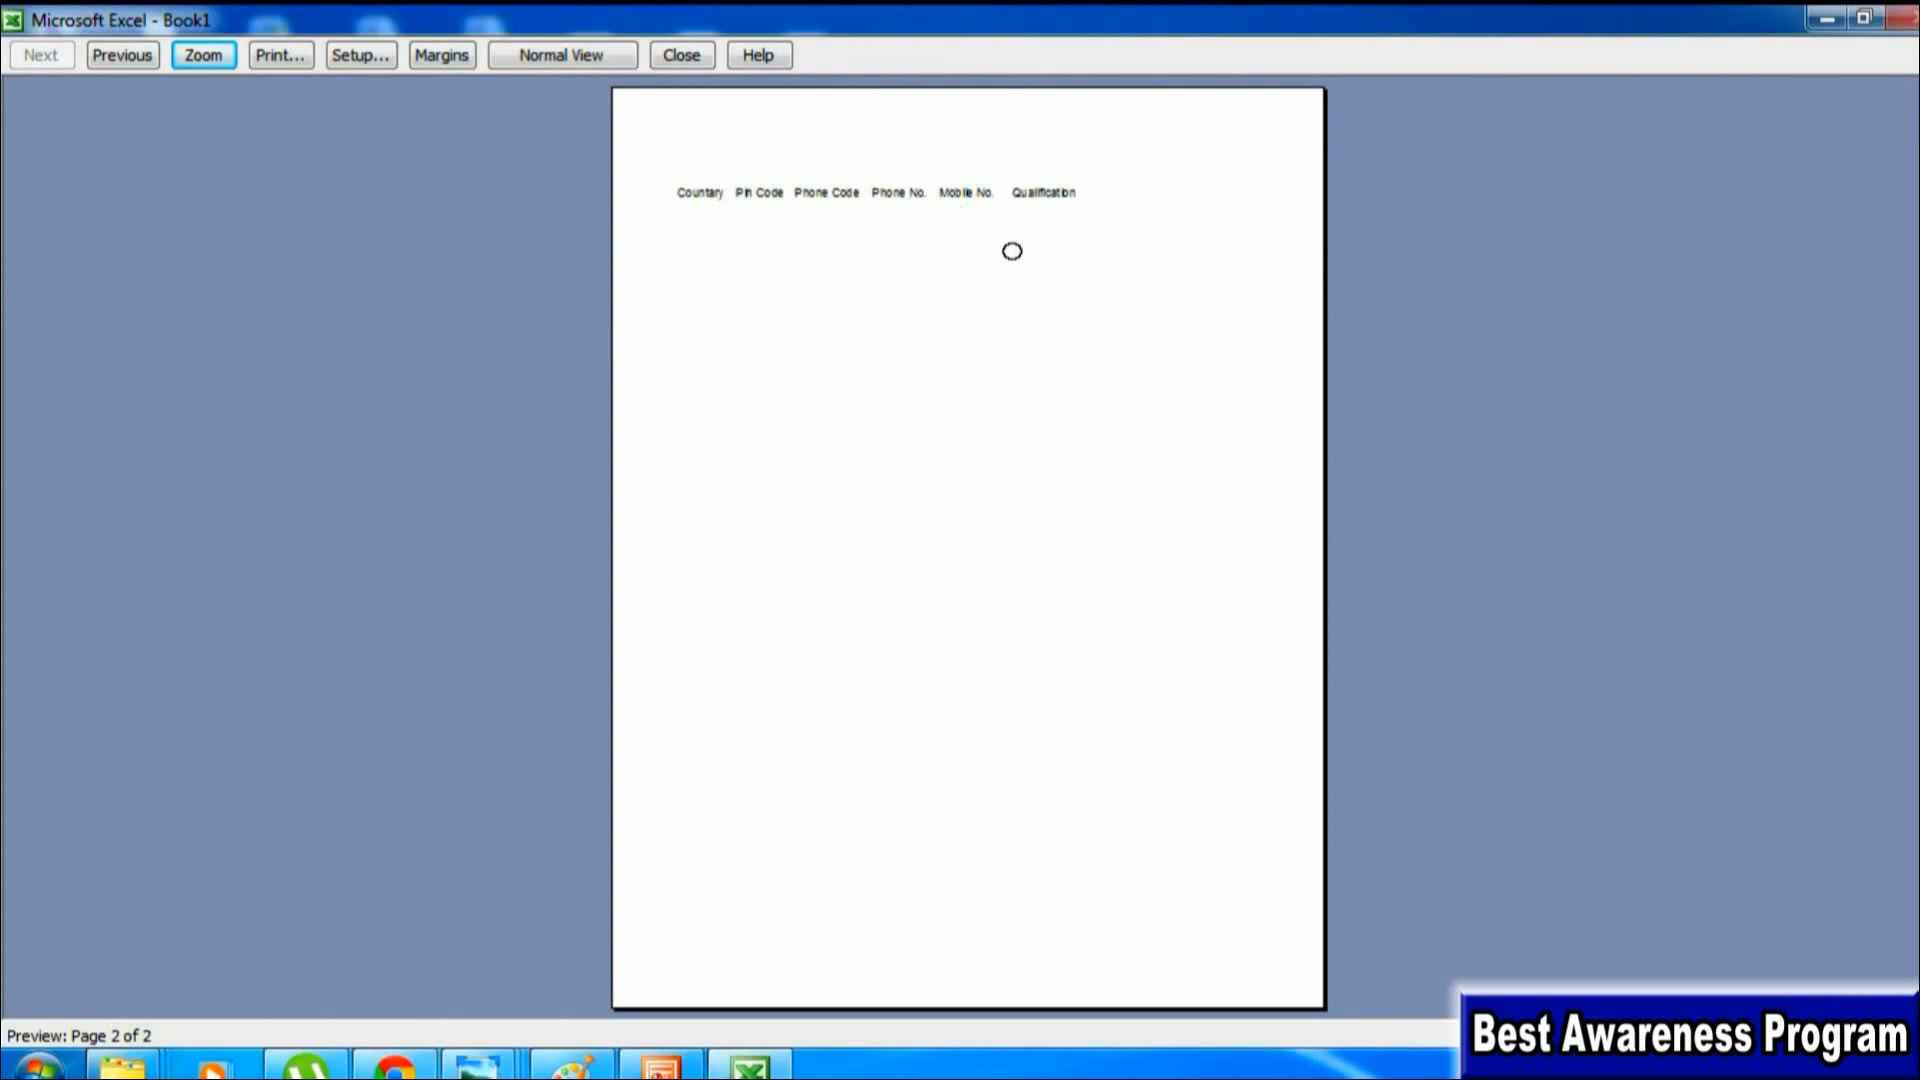 Microsoft Excel - Book1
Next Previous Zoom Print... Setup... Margins Normal View Close Help
Countary Pin Code Phone Code Phone No. Mobile No. Qualification
Preview: Page 2 of 2
Best Awareness Program